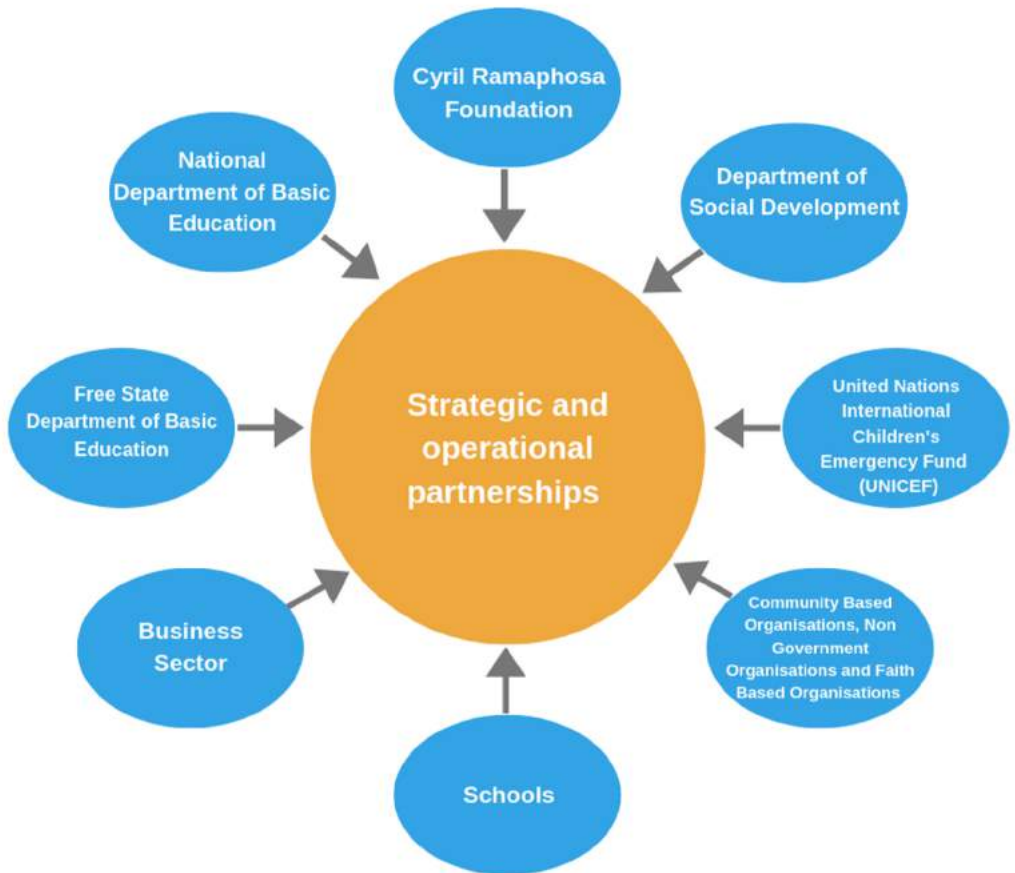 Cyril Ramaphosa
Foundation
National
Department of Basic
Education
Department of
Social Development
Free State
Department of Basic
Education
Strategic and
operational
partnerships
United Nations
International
Children's
Emergency Fund
(UNICEF)
Business
Sector
Community Based
Organisations, Non
Government
Organisations and Faith
Based Organisations
Schools